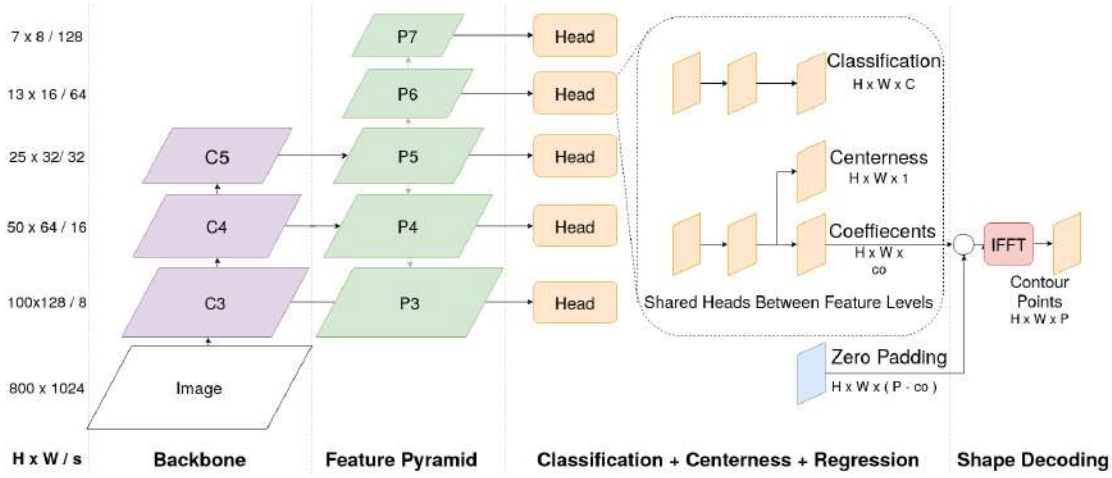 7 x 8 / 128
P7
Head
13 x 16 / 64
P6
Head
25 x 32/ 32
C5
P5
Head
50 x 64 / 16
C4
P4
Head
100x128 / 8
C3
P3
Head
800 x 1024
Image
Classification
H x W x C
Centerness
H x W x 1
Coeffiecents
H x W x
co
Shared Heads Between Feature Levels
IFFT
Contour
Points
H x W x P
Zero Padding
H x W x ( P - co )
H x W / s
Backbone
Feature Pyramid
Classification + Centerness + Regression
Shape Decoding